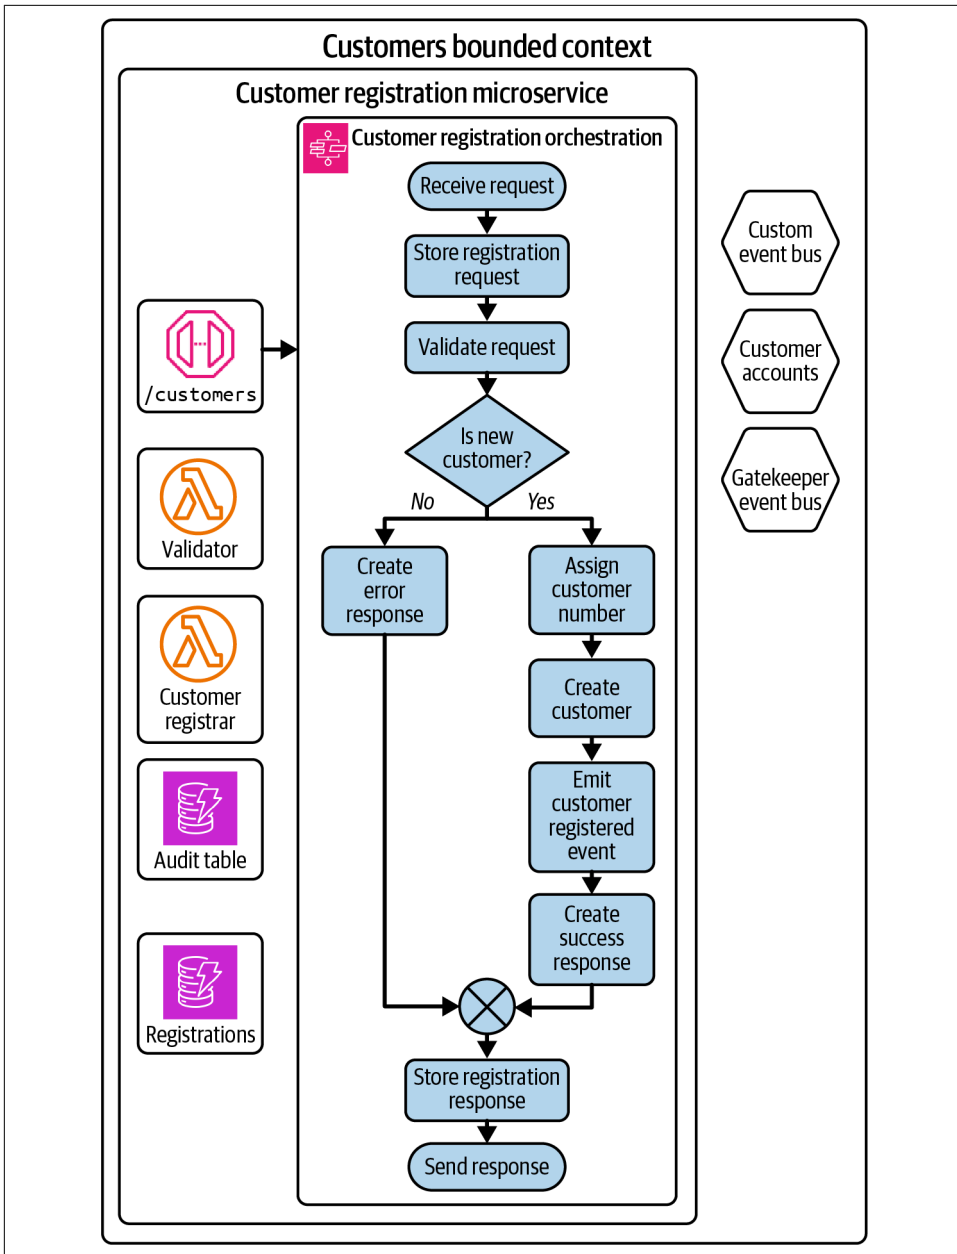 Customers bounded context
Customer registration microservice
Customer registration orchestration
Receive request
Store registration
request
Validate request
Is new
customer?
No
Yes
Create
error
response
Assign
customer
number
Create
customer
Emit
customer
registered
event
Create
success
response
Store registration
response
Send response
/customers
Validator
Customer
registrar
Audit table
Registrations
Custom
event bus
Customer
accounts
Gatekeeper
event bus